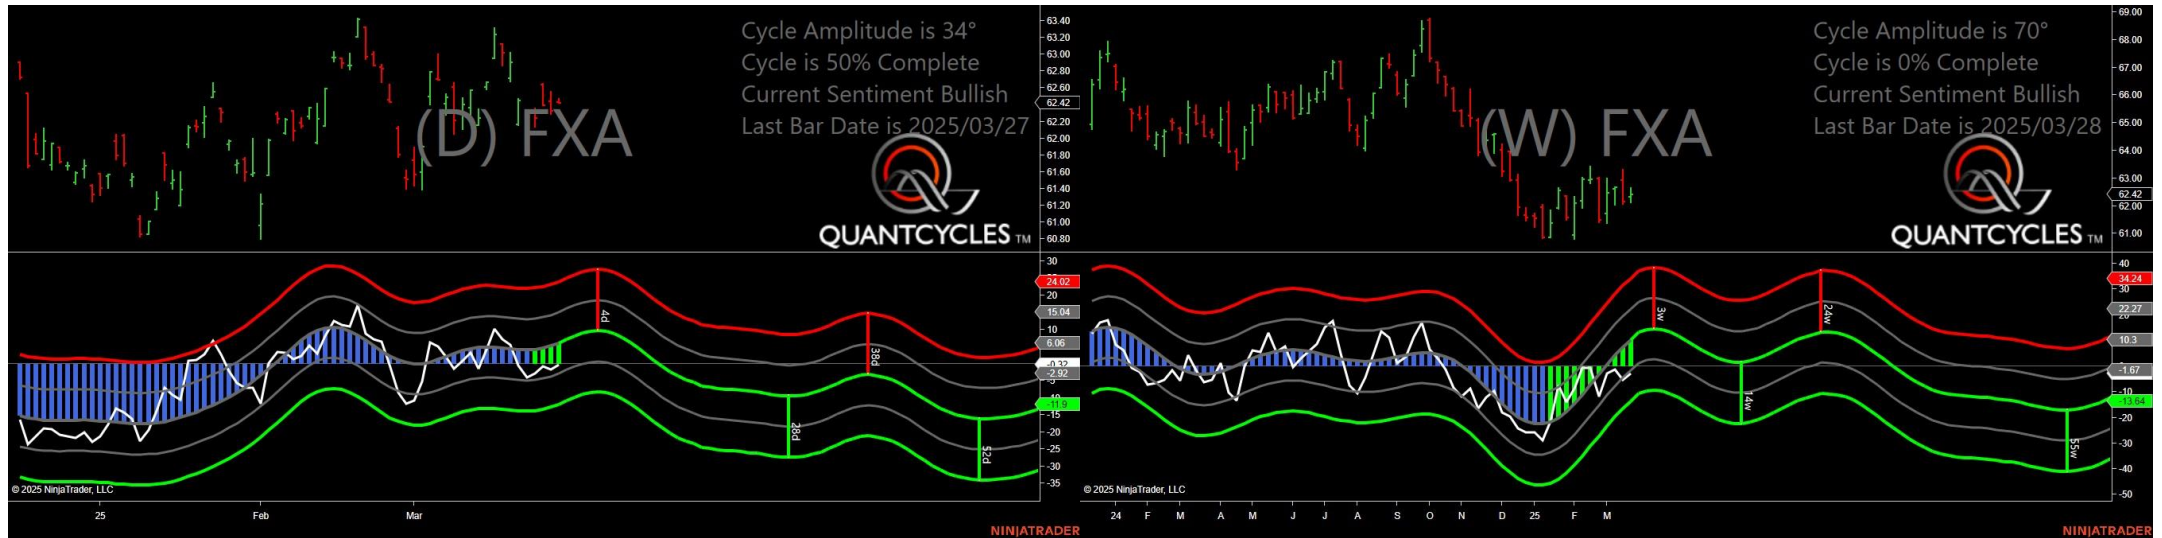 Cycle Amplitude is 34°
Cycle is 50% Complete
Current Sentiment Bullish
Last Bar Date is 2025/03/27
(D) FXA
QUANTCYCLES TM
63.40
63.20
63.00
62.80
62.60
62.42
62.20
62.00
61.80
61.60
61.40
61.20
61.00
60.80
30
24.02
20
15.04
10
6.06
-0.32
-2.92
-11.9
-15
-20
-25
-30
-35
4d
38d
28d
52d
© 2025 NinjaTrader, LLC
25 Feb Mar
NINJATRADER
Cycle Amplitude is 70°
Cycle is 0% Complete
Current Sentiment Bullish
Last Bar Date is 2025/03/28
(W) FXA
QUANTCYCLES TM
69.00
68.00
67.00
66.00
65.00
64.00
63.00
62.42
62.00
61.00
40
34.24
30
22.27
10.3
-1.67
-10
-13.64
-20
-30
-40
-50
3w
24w
14w
55w
© 2025 NinjaTrader, LLC
24 F M A M J J A S O N D 25 F M
NINJATRADER